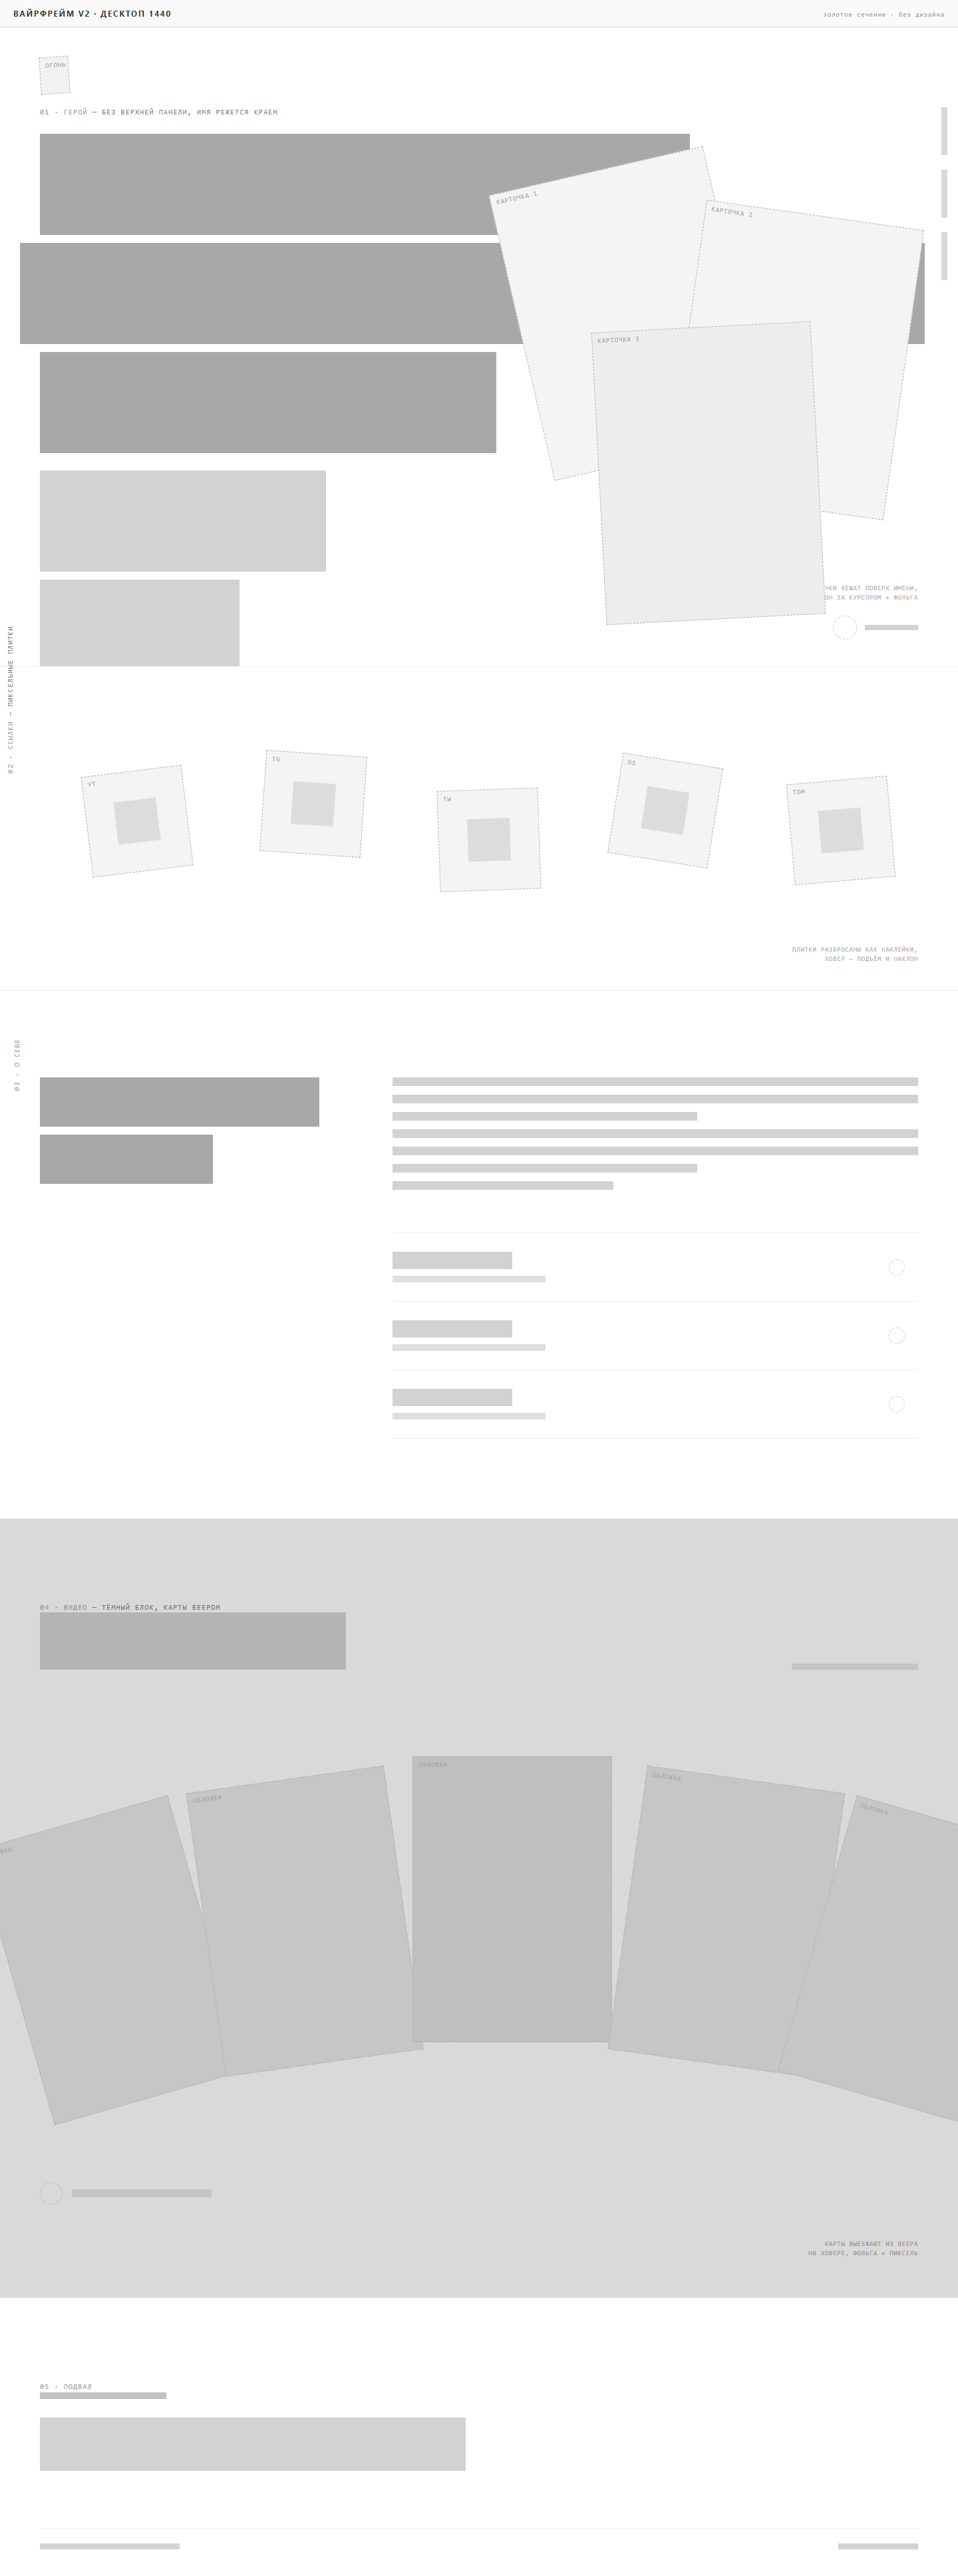 ВАЙРФРЕЙМ V2 · ДЕСКТОП 1440
золотое сечение · без дизайна
ОГОНЬ
01 · ГЕРОЙ — БЕЗ ВЕРХНЕЙ ПАНЕЛИ, ИМЯ РЕЖЕТСЯ КРАЕМ
КАРТОЧКА 1
КАРТОЧКА 2
КАРТОЧКА 3
ЧКИ ЛЕЖАТ ПОВЕРХ ИМЕНИ,
ОН ЗА КУРСОРОМ + ФОЛЬГА
02 · ССЫЛКИ — ПИКСЕЛЬНЫЕ ПЛИТКИ
YT
TG
TW
DS
TOM
ПЛИТКИ РАЗБРОСАНЫ КАК НАКЛЕЙКИ,
ХОВЕР — ПОДЪЁМ И НАКЛОН
03 · О СЕБЕ
04 · ВИДЕО — ТЁМНЫЙ БЛОК, КАРТЫ ВЕЕРОМ
ЖКА
ОБЛОЖКА
ОБЛОЖКА
ОБЛОЖКА
ОБЛОЖКА
КАРТЫ ВЫЕЗЖАЮТ ИЗ ВЕЕРА
НА ХОВЕРЕ, ФОЛЬГА + ПИКСЕЛЬ
05 · ПОДВАЛ